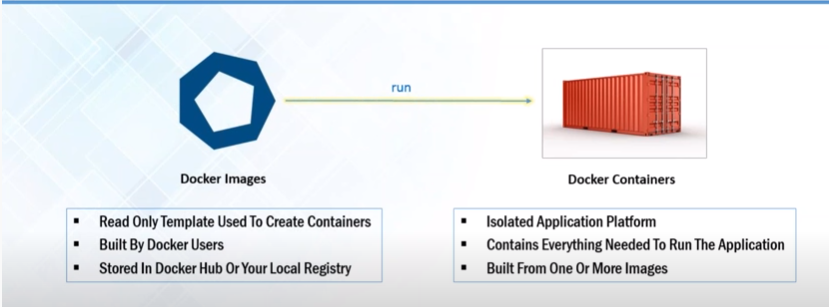 run
Docker Images
Docker Containers
▪ Read Only Template Used To Create Containers
▪ Built By Docker Users
▪ Stored In Docker Hub Or Your Local Registry
▪ Isolated Application Platform
▪ Contains Everything Needed To Run The Application
▪ Built From One Or More Images